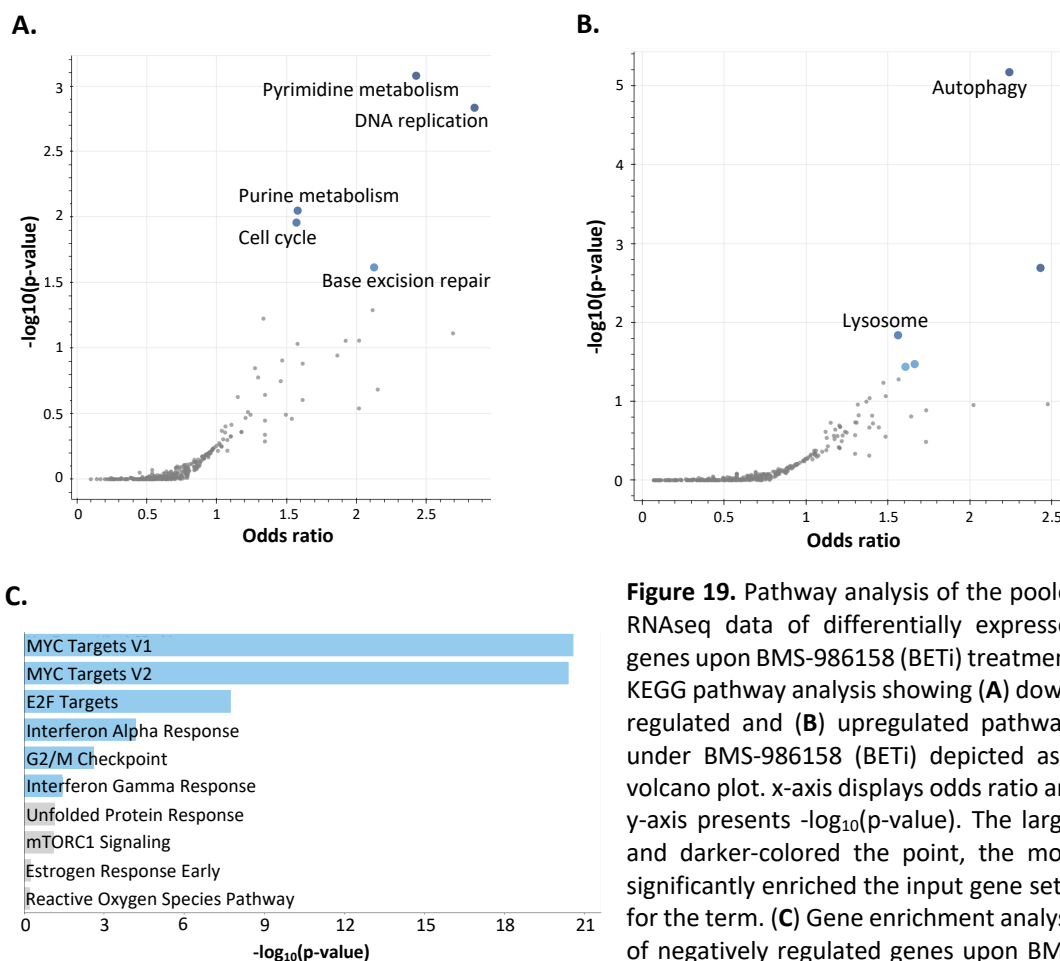 A.
3
2.5
2
1.5
1
0.5
0
-log10(p-value)
Pyrimidine metabolism
DNA replication
Purine metabolism
Cell cycle
Base excision repair
0 0.5 1 1.5 2 2.5
Odds ratio
B.
5
4
3
2
1
0
-log10(p-value)
Autophagy
Lysosome
0 0.5 1 1.5 2 2.5
Odds ratio
C.
MYC Targets V1
MYC Targets V2
E2F Targets
Interferon Alpha Response
G2/M Checkpoint
Interferon Gamma Response
Unfolded Protein Response
mTORC1 Signaling
Estrogen Response Early
Reactive Oxygen Species Pathway
0 3 6 9 12 15 18 21
-log10(p-value)
Figure 19. Pathway analysis of the poole
RNAseq data of differentially expresse
genes upon BMS-986158 (BETi) treatmen
KEGG pathway analysis showing (A) dow
regulated and (B) upregulated pathwa
under BMS-986158 (BETi) depicted as
volcano plot. x-axis displays odds ratio an
y-axis presents -log10(p-value). The larg
and darker-colored the point, the mo
significantly enriched the input gene set
for the term. (C) Gene enrichment analys
of negatively regulated genes upon BM